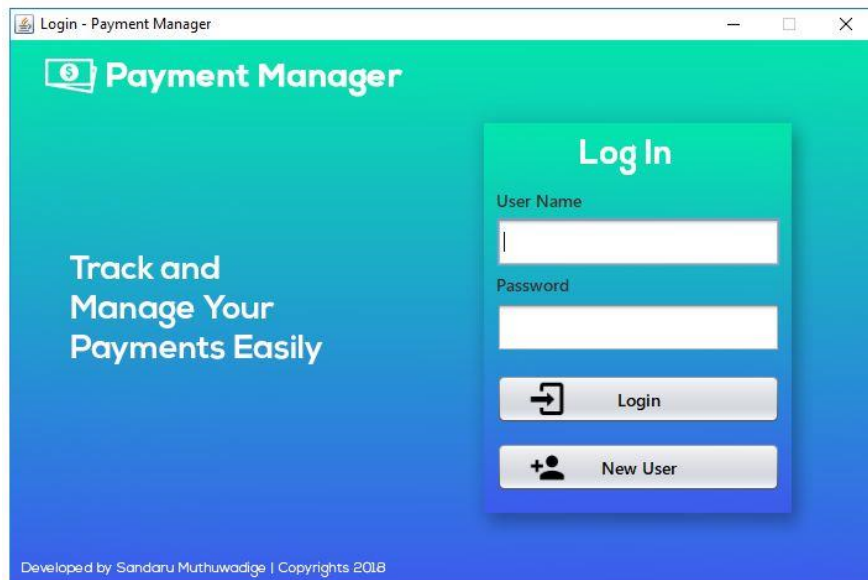 Login - Payment Manager
Payment Manager
Log In
User Name
Track and
Manage Your
Payments Easily
Password
Login
New User
Developed by Sandaru Muthuwadige | Copyrights 2018